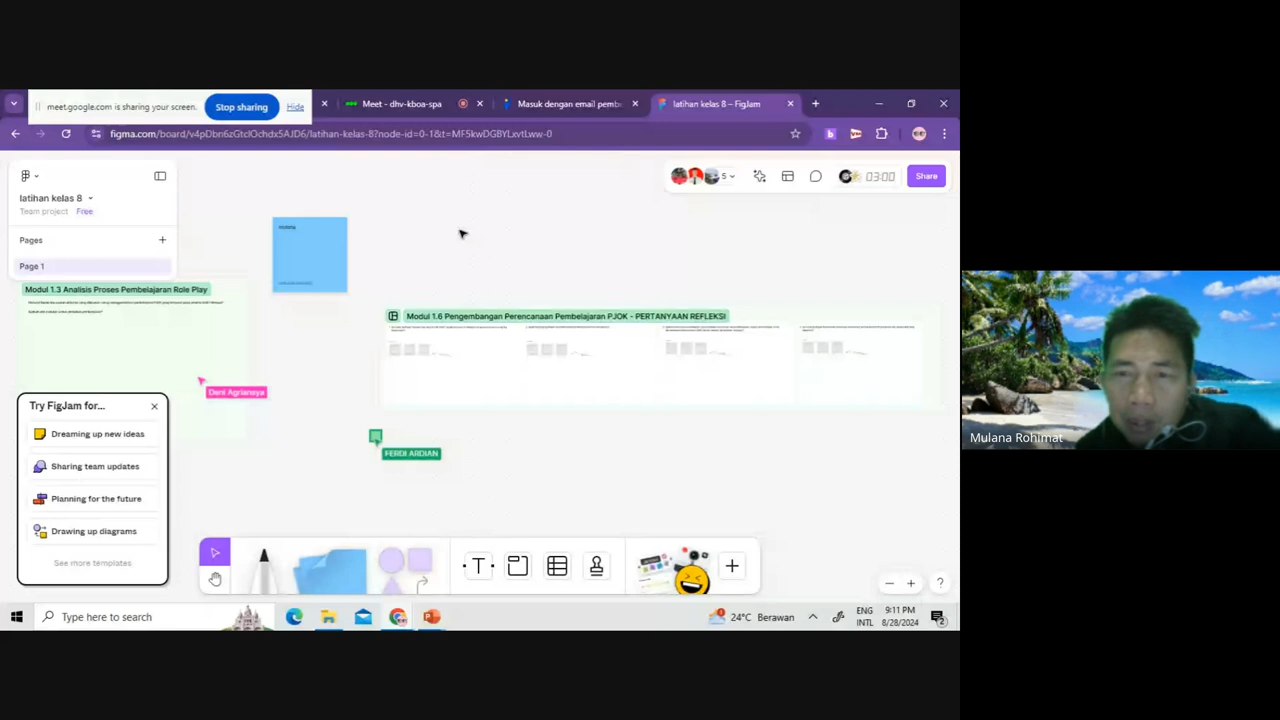 meet.google.com is sharing your screen.
Stop sharing
Hide
Meet - dhv-kboa-spa
Masuk dengan email pemb
latihan kelas 8 – FigJam
figma.com/board/v4pDbn6zGtclOchdx5AJD6/latihan-kelas-8?node-id=0-1&t=MF5kwDGBYLxvtLww-0
latihan kelas 8
Team project Free
5
03:00
Share
Pages
Page 1
Modul 1.3 Analisis Proses Pembelajaran Role Play
Modul 1.6 Pengembangan Perencanaan Pembelajaran PJOK - PERTANYAAN REFLEKSI
Deni Agriansya
FERDI ARDIAN
Try FigJam for...
Dreaming up new ideas
Sharing team updates
Planning for the future
Drawing up diagrams
See more templates
T
Mulana Rohimat
Type here to search
24°C Berawan
ENG
INTL
9:11 PM
8/28/2024
2